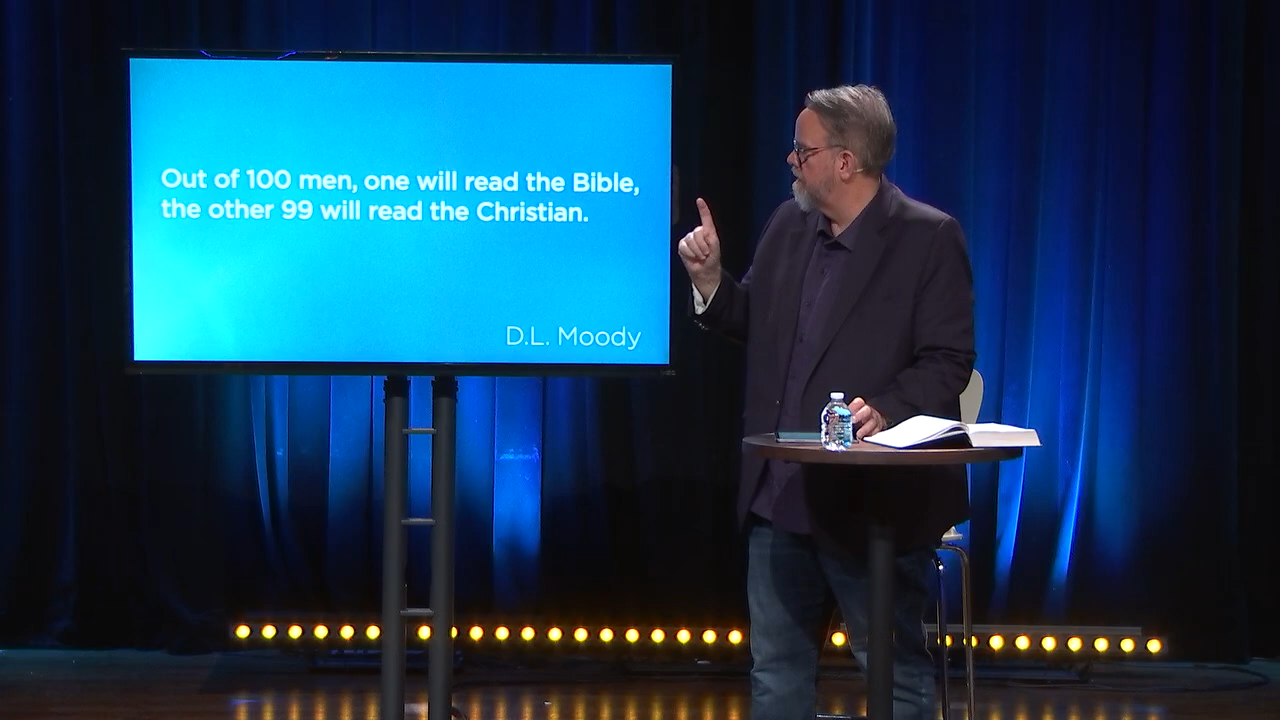 Out of 100 men, one will read the Bible,
the other 99 will read the Christian.
D.L. Moody